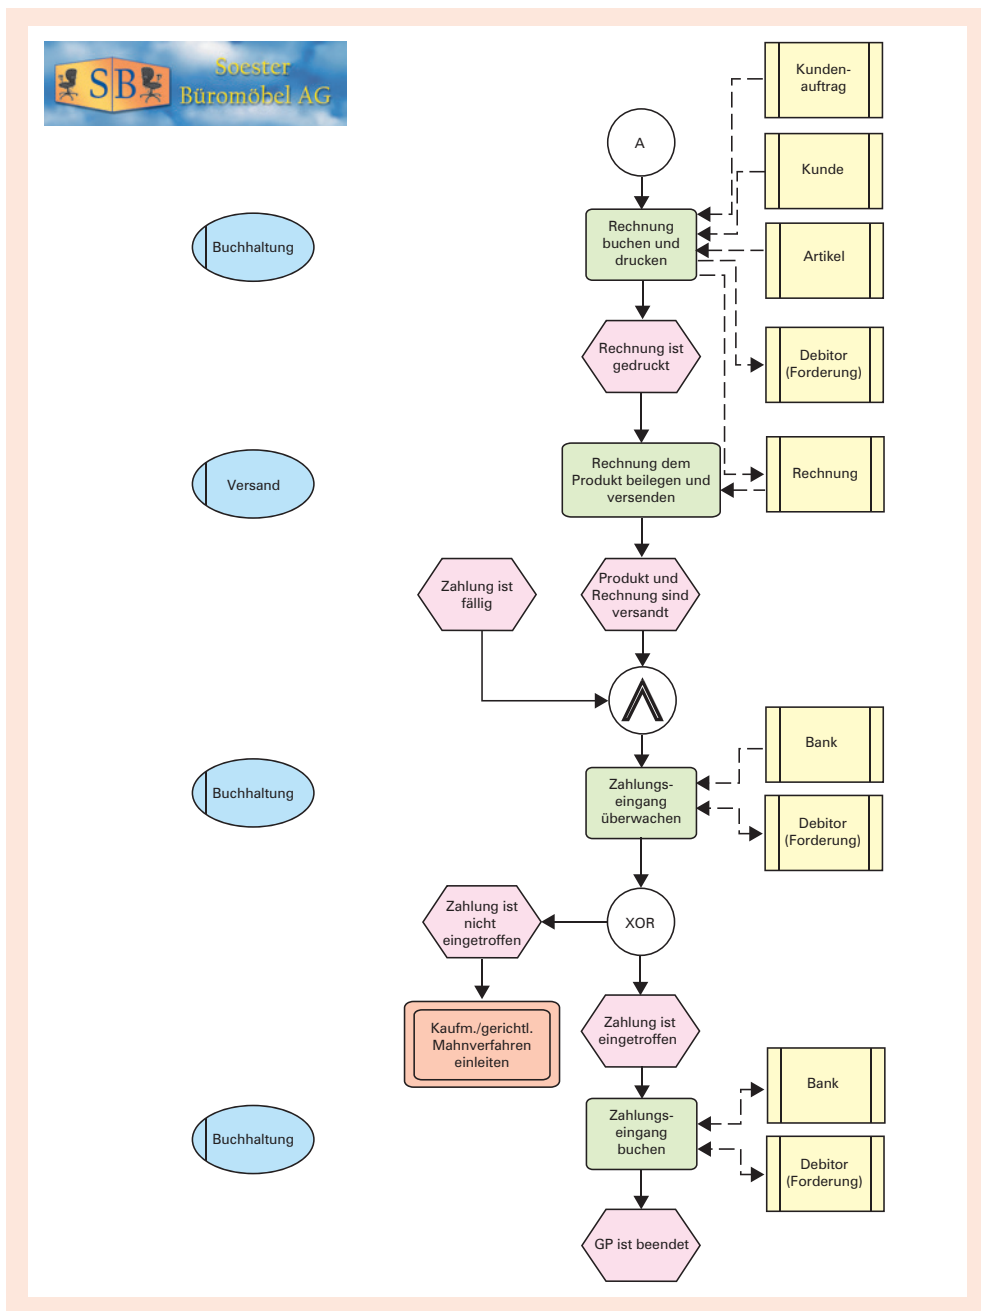 SB
Soester
Büromöbel AG
Kunden-
auftrag
A
Kunde
Buchhaltung
Rechnung
buchen und
drucken
Artikel
Rechnung ist
gedruckt
Debitor
(Forderung)
Versand
Rechnung dem
Produkt beilegen und
versenden
Rechnung
Zahlung ist
fällig
Produkt und
Rechnung sind
versandt
Bank
Buchhaltung
Zahlungs-
eingang
überwachen
Debitor
(Forderung)
Zahlung ist
nicht
eingetroffen
XOR
Kaufm./gerichtl.
Mahnverfahren
einleiten
Zahlung ist
eingetroffen
Bank
Buchhaltung
Zahlungs-
eingang
buchen
Debitor
(Forderung)
GP ist beendet